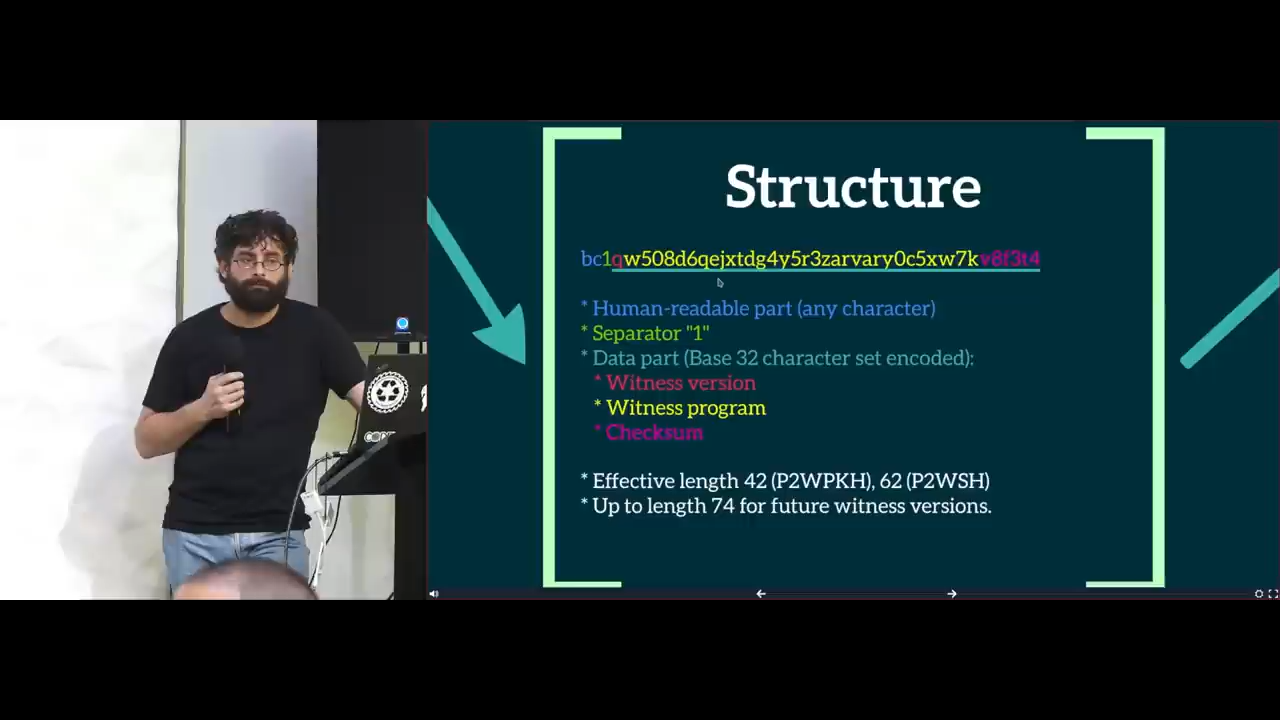 Structure
bc1qw508d6qejxtdg4y5r3zarvary0c5xw7kv8f3t4
* Human-readable part (any character)
* Separator "1"
* Data part (Base 32 character set encoded):
* Witness version
* Witness program
* Checksum
* Effective length 42 (P2WPKH), 62 (P2WSH)
* Up to length 74 for future witness versions.